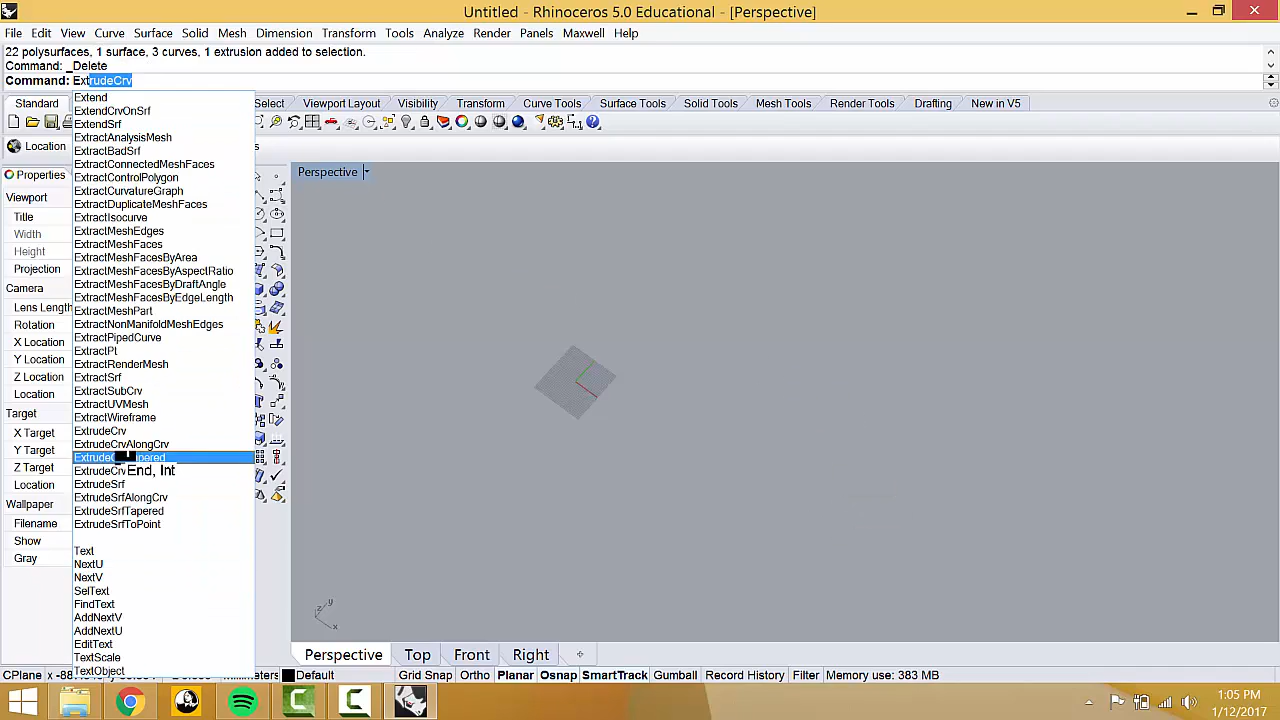 Untitled - Rhinoceros 5.0 Educational - [Perspective]
File Edit View Curve Surface Solid Mesh Dimension Transform Tools Analyze Render Panels Maxwell Help
22 polysurfaces, 1 surface, 3 curves, 1 extrusion added to selection.
Command: _Delete
Command: ExtrudeCrv
Standard Select Viewport Layout Visibility Transform Curve Tools Surface Tools Solid Tools Mesh Tools Render Tools Drafting New in V5
Location
Properties
Viewport
Title
Width
Height
Projection
Camera
Lens Length
Rotation
X Location
Y Location
Z Location
Location
Target
X Target
Y Target
Z Target
Location
Wallpaper
Filename
Show
Gray
Extend
ExtendCrvOnSrf
ExtendSrf
ExtractAnalysisMesh
ExtractBadSrf
ExtractConnectedMeshFaces
ExtractControlPolygon
ExtractCurvatureGraph
ExtractDuplicateMeshFaces
ExtractIsocurve
ExtractMeshEdges
ExtractMeshFaces
ExtractMeshFacesByArea
ExtractMeshFacesByAspectRatio
ExtractMeshFacesByDraftAngle
ExtractMeshFacesByEdgeLength
ExtractMeshPart
ExtractNonManifoldMeshEdges
ExtractPipedCurve
ExtractPt
ExtractRenderMesh
ExtractSrf
ExtractSubCrv
ExtractUVMesh
ExtractWireframe
ExtrudeCrv
ExtrudeCrvAlongCrv
End, Int
ExtrudeSrf
ExtrudeSrfAlongCrv
ExtrudeSrfTapered
ExtrudeSrfToPoint
Text
NextU
NextV
SelText
FindText
AddNextV
AddNextU
EditText
TextScale
TextObject
Perspective
z y
x
Perspective Top Front Right
CPlane Default Grid Snap Ortho Planar Osnap SmartTrack Gumball Record History Filter Memory use: 383 MB
1:05 PM
1/12/2017